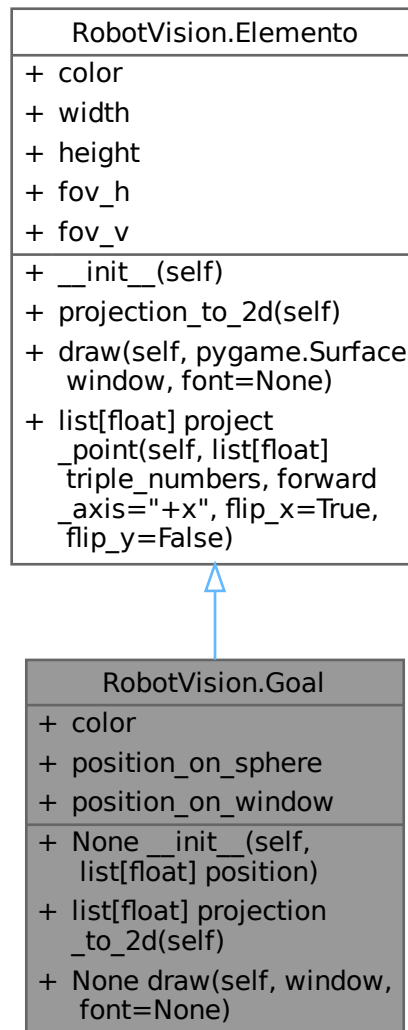 RobotVision.Elemento
+ color
+ width
+ height
+ fov_h
+ fov_v
+ __init__(self)
+ projection_to_2d(self)
+ draw(self, pygame.Surface
window, font=None)
+ list[float] project
_point(self, list[float]
triple_numbers, forward
_axis="+x", flip_x=True,
flip_y=False)
RobotVision.Goal
+ color
+ position_on_sphere
+ position_on_window
+ None __init__(self,
list[float] position)
+ list[float] projection
_to_2d(self)
+ None draw(self, window,
font=None)